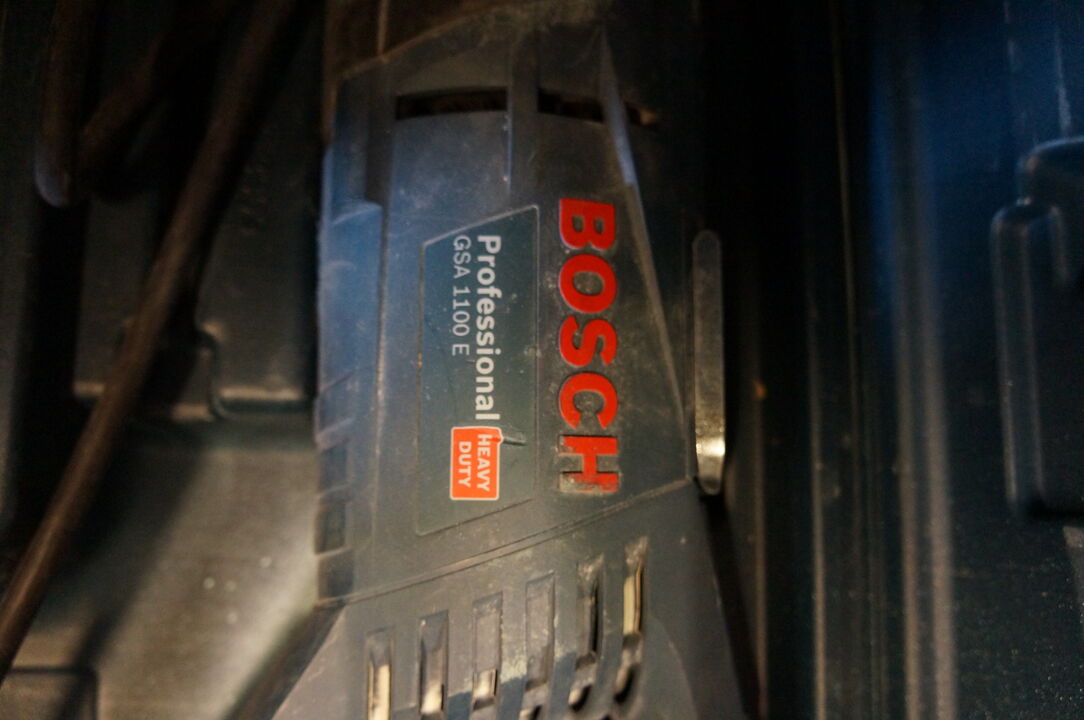 BOSCH
Professional
GSA 1100 E
HEAVY
DUTY